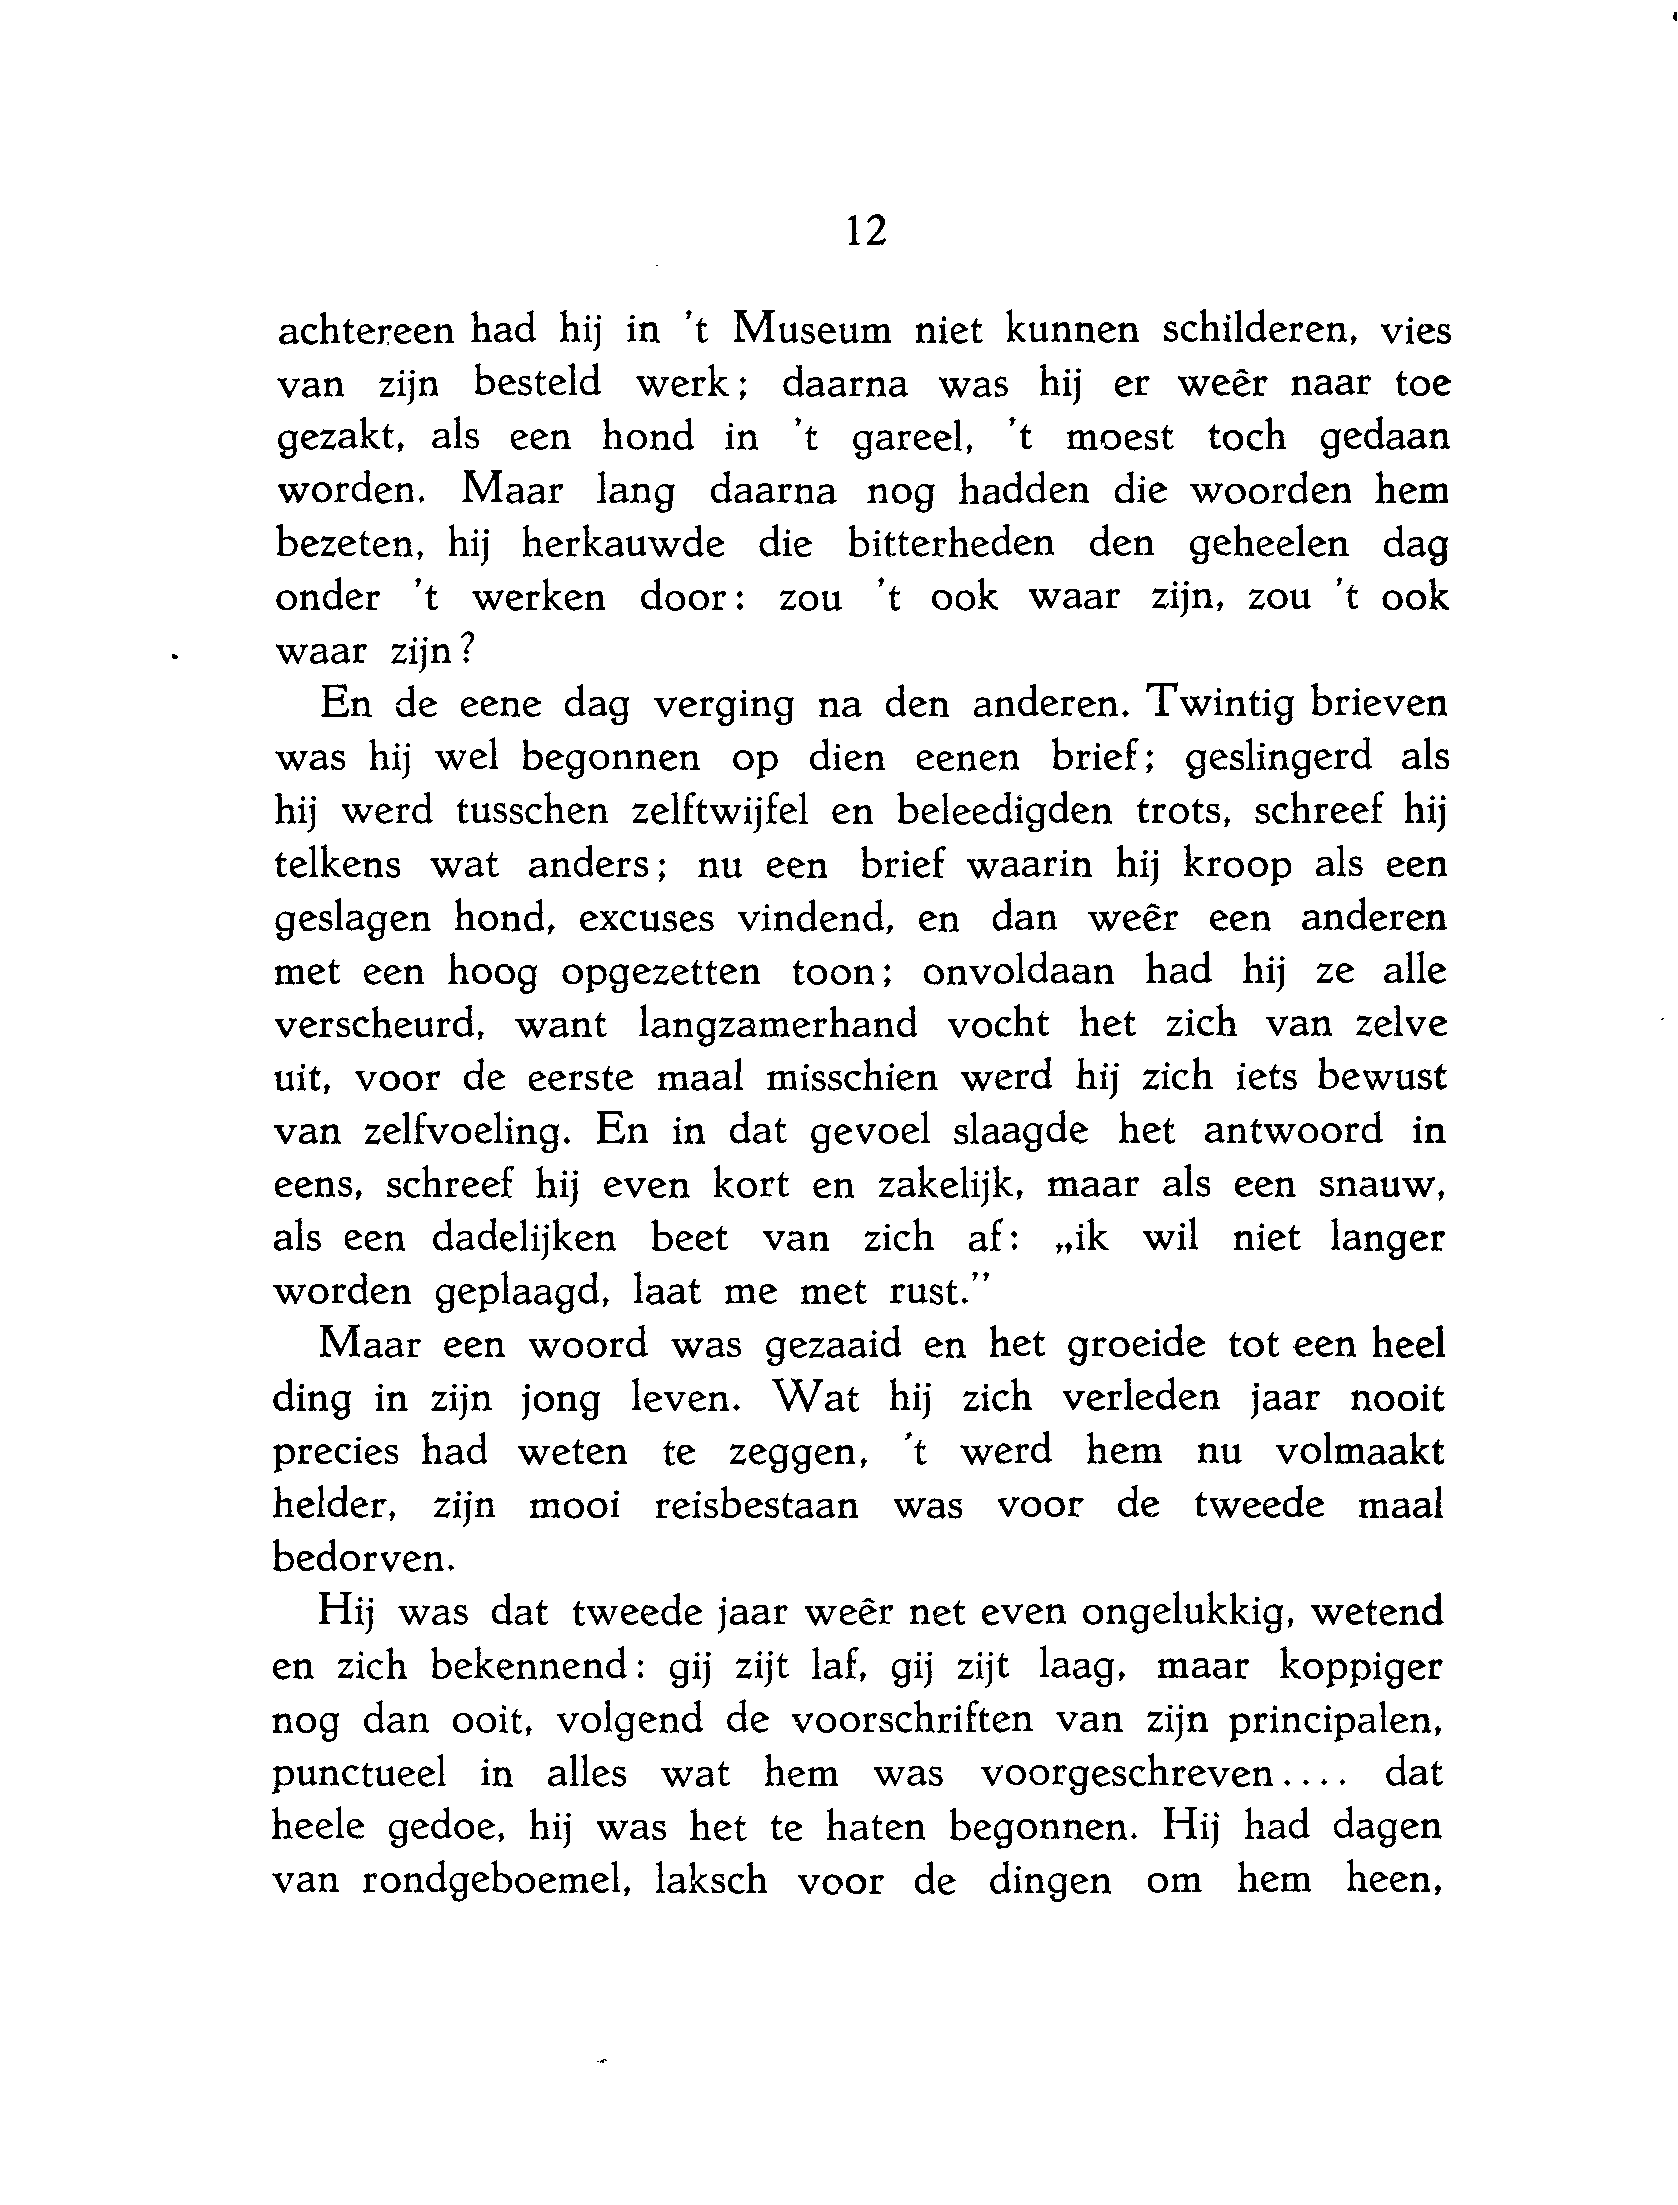 12
achtereen had hij in 't Museum niet kunnen schilderen, vies
van zijn besteld werk; daarna was hij er weêr naar toe
gezakt, als een hond in 't gareel, 't moest toch gedaan
worden. Maar lang daarna nog hadden die woorden hem
bezeten, hij herkauwde die bitterheden den geheelen dag
onder 't werken door: zou 't ook waar zijn, zou 't ook
waar zijn?
En de eene dag verging na den anderen. Twintig brieven
was hij wel begonnen op dien eenen brief; geslingerd als
hij werd tusschen zelftwijfel en beleedigden trots, schreef hij
telkens wat anders; nu een brief waarin hij kroop als een
geslagen hond, excuses vindend, en dan weêr een anderen
met een hoog opgezetten toon; onvoldaan had hij ze alle
verscheurd, want langzamerhand vocht het zich van zelve
uit, voor de eerste maal misschien werd hij zich iets bewust
van zelfvoeling. En in dat gevoel slaagde het antwoord in
eens, schreef hij even kort en zakelijk, maar als een snauw,
als een dadelijken beet van zich af: „ik wil niet langer
worden geplaagd, laat me met rust.”
Maar een woord was gezaaid en het groeide tot een heel
ding in zijn jong leven. Wat hij zich verleden jaar nooit
precies had weten te zeggen, 't werd hem nu volmaakt
helder, zijn mooi reisbestaan was voor de tweede maal
bedorven.
Hij was dat tweede jaar weêr net even ongelukkig, wetend
en zich bekennend: gij zijt laf, gij zijt laag, maar koppiger
nog dan ooit, volgend de voorschriften van zijn principalen,
punctueel in alles wat hem was voorgeschreven.... dat
heele gedoe, hij was het te haten begonnen. Hij had dagen
van rondgeboemel, laksch voor de dingen om hem heen,